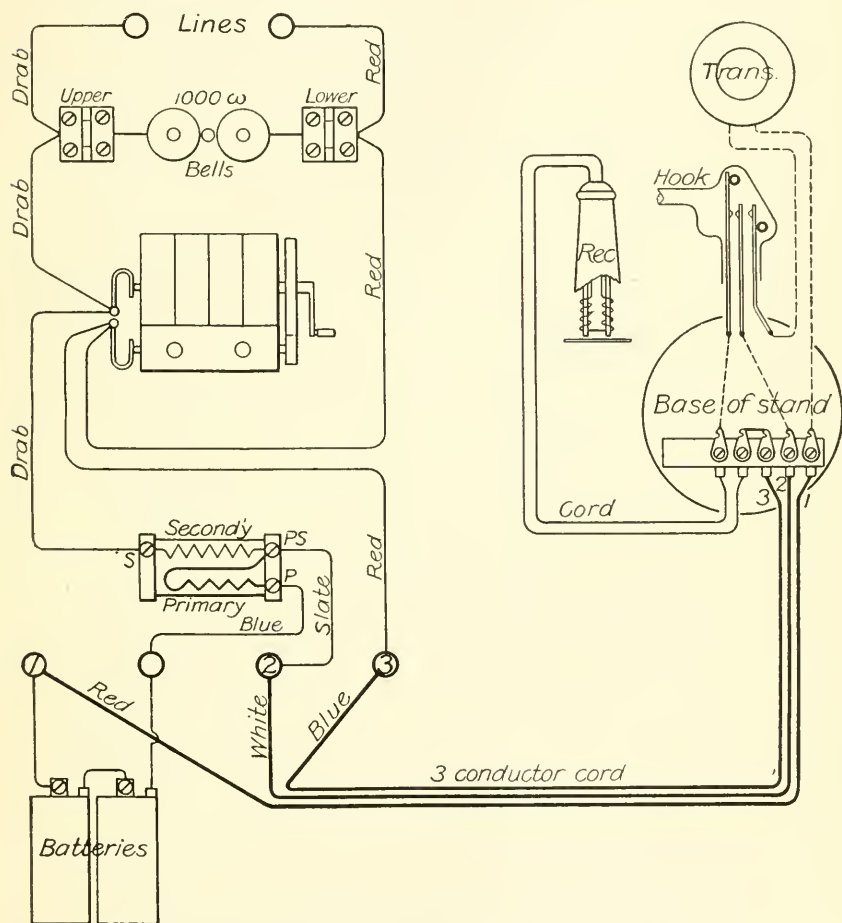 Lines
Drab
Red
Upper
1000 ω
Lower
Bells
Drab
Red
Trans.
Hook
Rec
Base of stand
3
2
1
Cord
Drab
Second'y
S
PS
P
Primary
Blue
Slate
Red
1
2
3
Red
White
Blue
3 conductor cord
Batteries